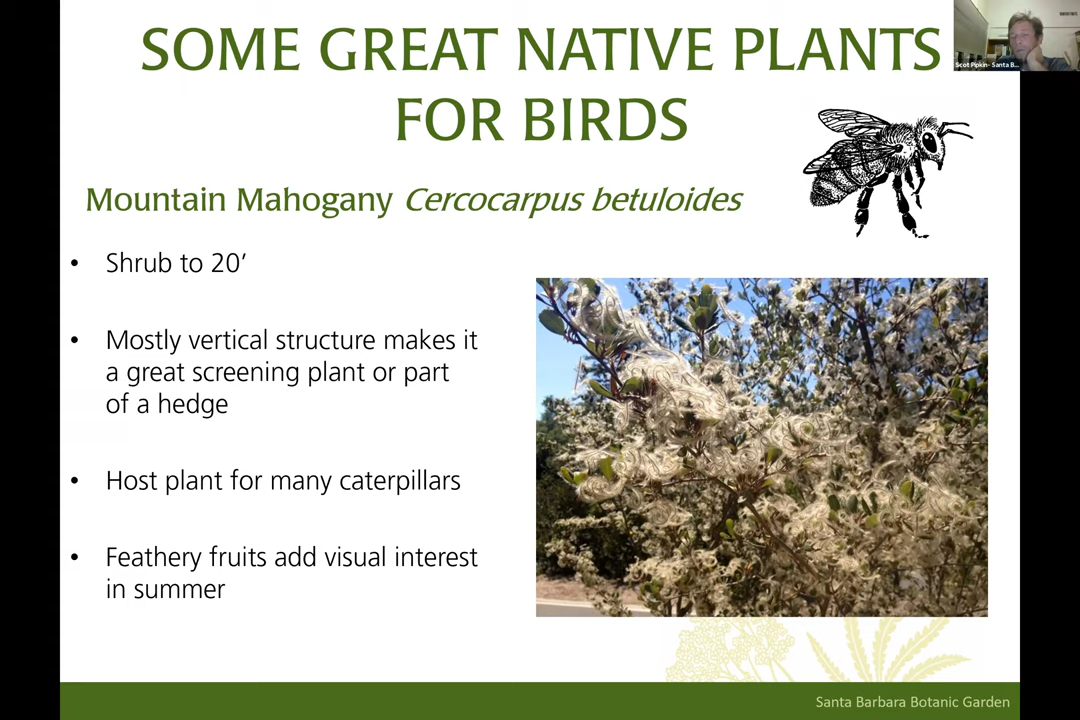 SOME GREAT NATIVE PLANTS
FOR BIRDS
Scot Pipkin- Santa B...
Mountain Mahogany Cercocarpus betuloides
• Shrub to 20’
• Mostly vertical structure makes it
a great screening plant or part
of a hedge
• Host plant for many caterpillars
• Feathery fruits add visual interest
in summer
Santa Barbara Botanic Garden